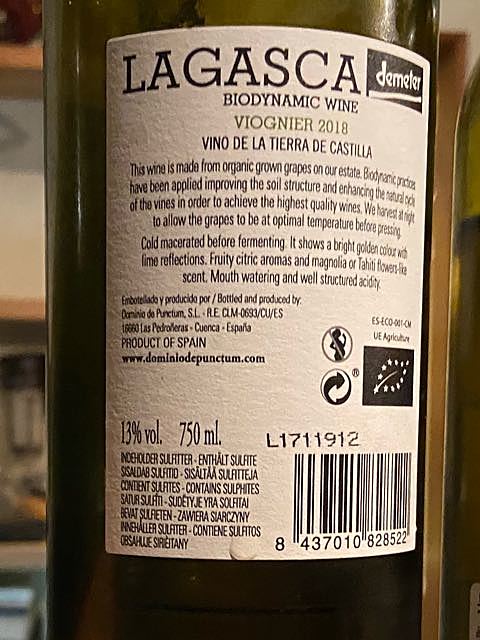 LAGASCA
demeter
BIODYNAMIC WINE
VIOGNIER 2018
VINO DE LA TIERRA DE CASTILLA
This wine is made from organic grown grapes on our estate. Biodynamic practices
have been applied improving the soil structure and enhancing the natural cycle
of the vines in order to achieve the highest quality wines. We harvest at night
to allow the grapes to be at optimal temperature before pressing.
Cold macerated before fermenting. It shows a bright golden colour with
lime reflections. Fruity citric aromas and magnolia or Tahiti flowers-like
scent. Mouth watering and well structured acidity.
Embotellado y producido por / Bottled and produced by:
Dominio de Punctum, S.L. - R.E. CLM-0693/CU/ES
16660 Las Pedroñeras - Cuenca - España
PRODUCT OF SPAIN
www.dominiodepunctum.com
ES-ECO-001-CM
UE Agriculture
®
13% vol. 750 ml.
L1711912
INDEHOLDER SULFITTER - ENTHÄLT SULFITE
SISALDAB SULFITID - SISÄLTÄÄ SULFIITTEJA
CONTIENT SULFITES - CONTAINS SULPHITES
SATUR SULFĪTI - SUDĖTYJE YRA SOLFITAI
BEVAT SULFIETEN - ZAWIERA SIARCZYNY
INNEHÅLLER SULFITER - CONTIENE SULFITOS
OBSAHUJE SIRIČITANY
8 437010 828522